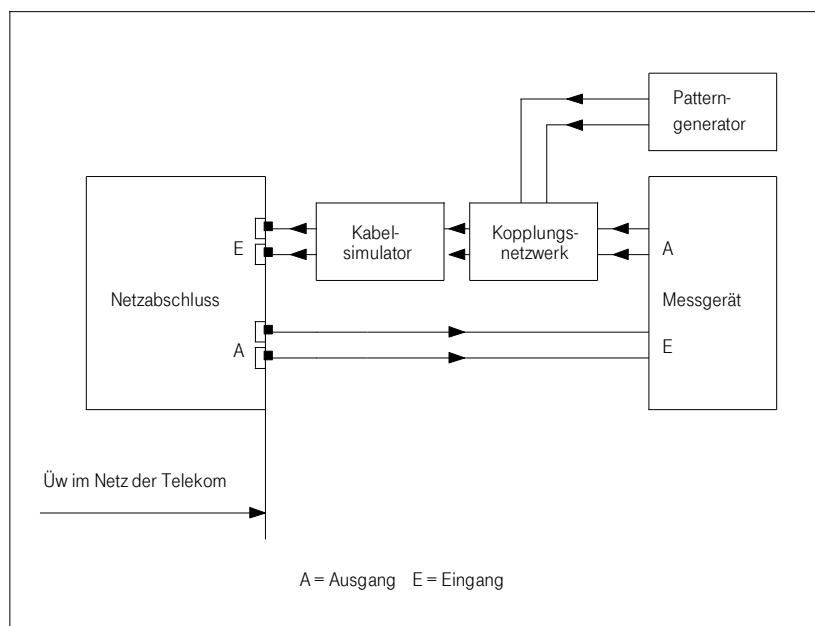 Pattern-
generator
Kabel-
simulator
Kopplungs-
netzwerk
E
A
Netzabschluss
Messgerät
A
E
Üw im Netz der Telekom
A = Ausgang E = Eingang